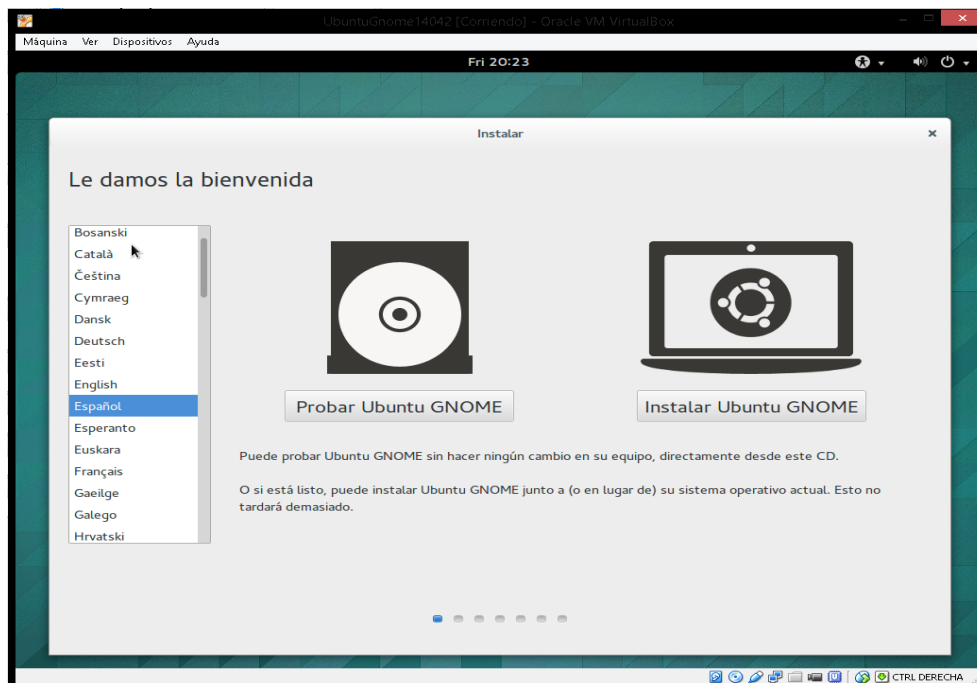 UbuntuGnome14042 [Corriendo] - Oracle VM VirtualBox
Máquina Ver Dispositivos Ayuda
Fri 20:23
Instalar
Le damos la bienvenida
Bosanski
Català
Čeština
Cymraeg
Dansk
Deutsch
Eesti
English
Español
Esperanto
Euskara
Français
Gaeilge
Galego
Hrvatski
Probar Ubuntu GNOME
Instalar Ubuntu GNOME
Puede probar Ubuntu GNOME sin hacer ningún cambio en su equipo, directamente desde este CD.
O si está listo, puede instalar Ubuntu GNOME junto a (o en lugar de) su sistema operativo actual. Esto no
tardará demasiado.
CTRL DERECHA